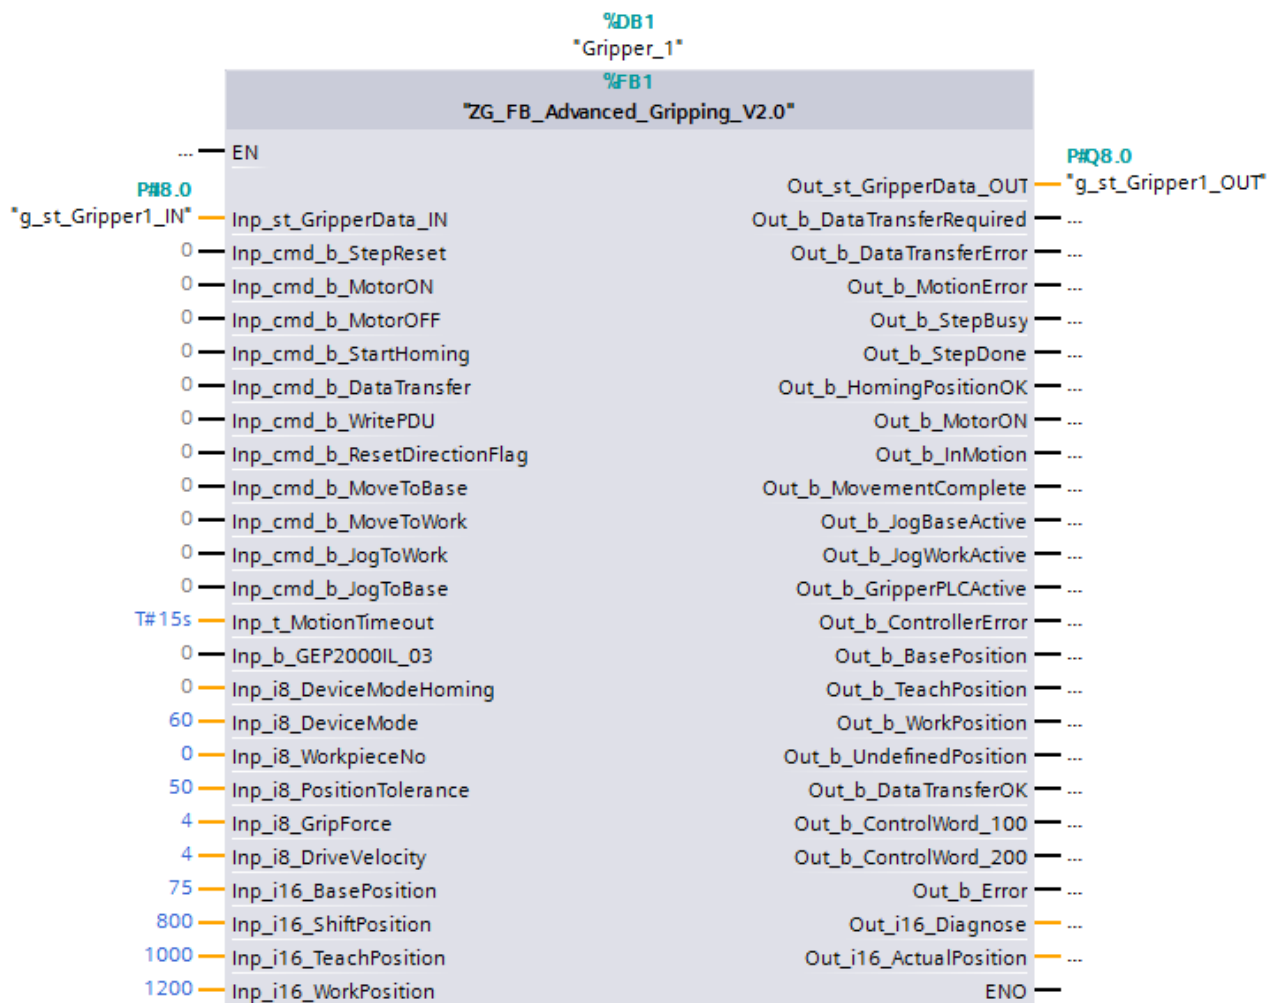 %DB1
"Gripper_1"
%FB1
"ZG_FB_Advanced_Gripping_V2.0"
... EN
P#Q8.0
P#I8.0
Out_st_GripperData_OUT "g_st_Gripper1_OUT"
"g_st_Gripper1_IN" Inp_st_GripperData_IN Out_b_DataTransferRequired ...
0 Inp_cmd_b_StepReset Out_b_DataTransferError ...
0 Inp_cmd_b_MotorON Out_b_MotionError ...
0 Inp_cmd_b_MotorOFF Out_b_StepBusy ...
0 Inp_cmd_b_StartHoming Out_b_StepDone ...
0 Inp_cmd_b_DataTransfer Out_b_HomingPositionOK ...
0 Inp_cmd_b_WritePDU Out_b_MotorON ...
0 Inp_cmd_b_ResetDirectionFlag Out_b_InMotion ...
0 Inp_cmd_b_MoveToBase Out_b_MovementComplete ...
0 Inp_cmd_b_MoveToWork Out_b_JogBaseActive ...
0 Inp_cmd_b_JogToWork Out_b_JogWorkActive ...
0 Inp_cmd_b_JogToBase Out_b_GripperPLCActive ...
T#15s Inp_t_MotionTimeout Out_b_ControllerError ...
0 Inp_b_GEP2000IL_03 Out_b_BasePosition ...
0 Inp_i8_DeviceModeHoming Out_b_TeachPosition ...
60 Inp_i8_DeviceMode Out_b_WorkPosition ...
0 Inp_i8_WorkpieceNo Out_b_UndefinedPosition ...
50 Inp_i8_PositionTolerance Out_b_DataTransferOK ...
4 Inp_i8_GripForce Out_b_ControlWord_100 ...
4 Inp_i8_DriveVelocity Out_b_ControlWord_200 ...
75 Inp_i16_BasePosition Out_b_Error ...
800 Inp_i16_ShiftPosition Out_i16_Diagnose ...
1000 Inp_i16_TeachPosition Out_i16_ActualPosition ...
1200 Inp_i16_WorkPosition ENO